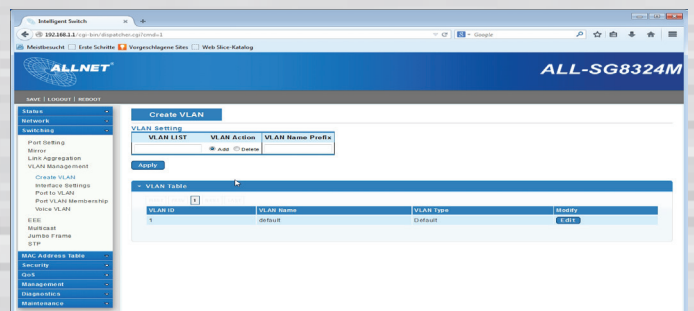 Intelligent Switch
192.168.1.1/cgi-bin/dispatcher.cgi?cmd=1
Google
Meistbesucht Erste Schritte Vorgeschlagene Sites Web Slice-Katalog
ALLNET®
ALL-SG8324M
SAVE | LOGOUT | REBOOT
Status
Network
Switching
Port Setting
Mirror
Link Aggregation
VLAN Management
Create VLAN
Interface Settings
Port to VLAN
Port VLAN Membership
Voice VLAN
EEE
Multicast
Jumbo Frame
STP
MAC Address Table
Security
QoS
Management
Diagnostics
Maintenance
Create VLAN
VLAN Setting
VLAN LIST VLAN Action VLAN Name Prefix
Add Delete
Apply
VLAN Table
1
VLAN ID VLAN Name VLAN Type Modify
1 default Default Edit